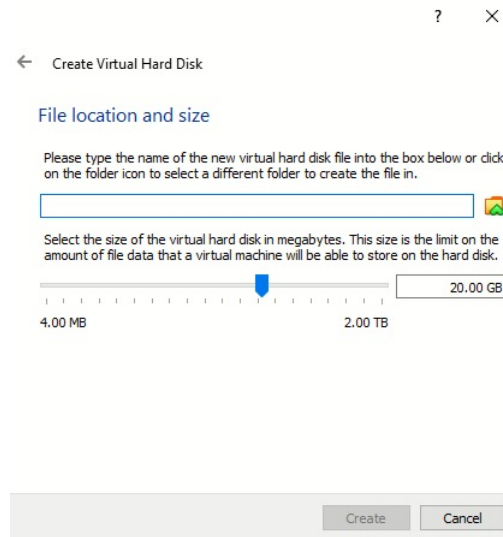 ?
Create Virtual Hard Disk
File location and size
Please type the name of the new virtual hard disk file into the box below or click
on the folder icon to select a different folder to create the file in.
Select the size of the virtual hard disk in megabytes. This size is the limit on the
amount of file data that a virtual machine will be able to store on the hard disk.
20.00 GB
4.00 MB 2.00 TB
Create Cancel